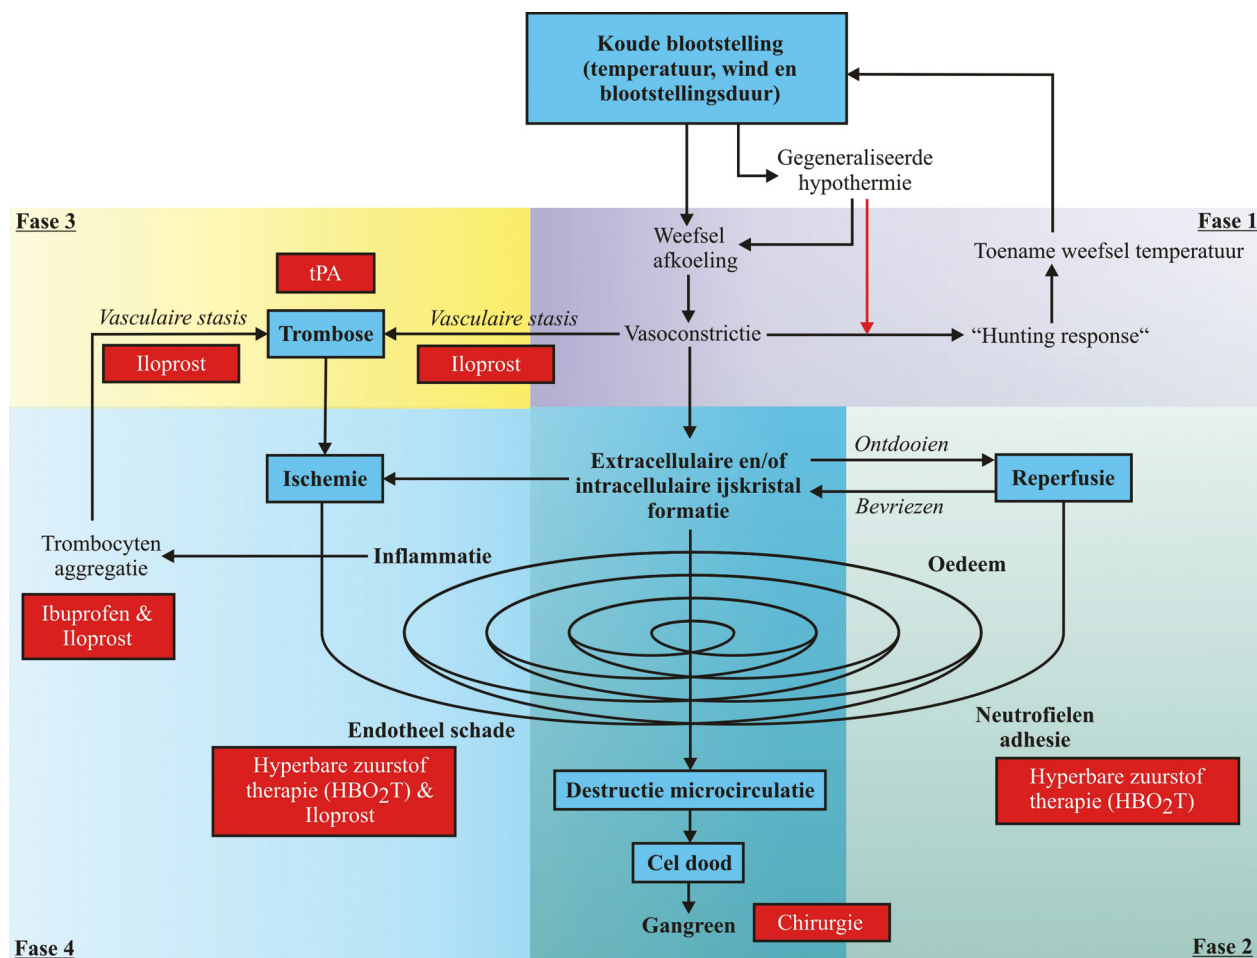 Koude blootstelling
(temperatuur, wind en
blootstellingsduur)
Gegeneraliseerde
hypothermie
Fase 3
Fase 1
Weefsel
afkoeling
Toename weefsel temperatuur
tPA
Vasculaire stasis
Trombose
Vasculaire stasis
Vasoconstrictie
“Hunting response“
Iloprost
Iloprost
Extracellulaire en/of
intracellulaire ijskristal
formatie
Ontdooien
Bevriezen
Reperfusie
Ischemie
Trombocyten
aggregatie
Inflammatie
Oedeem
Ibuprofen &
Iloprost
Endotheel schade
Neutrofielen
adhesie
Hyperbare zuurstof
therapie (HBO2T) &
Iloprost
Hyperbare zuurstof
therapie (HBO2T)
Destructie microcirculatie
Cel dood
Gangreen
Chirurgie
Fase 4
Fase 2